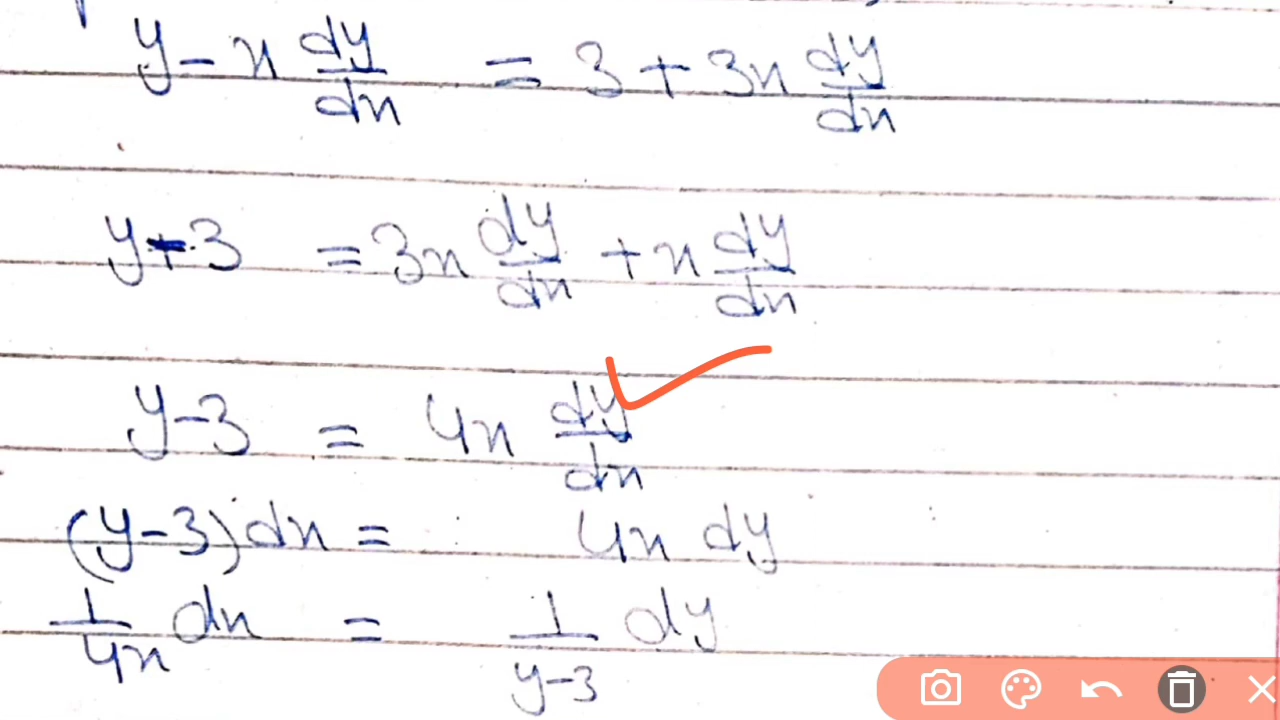 y - x dy/dx = 3 + 3x dy/dx
y - 3 = 3x dy/dx + x dy/dx
y - 3 = 4x dy/dx
(y - 3) dx = 4x dy
1/4x dx = 1/y-3 dy